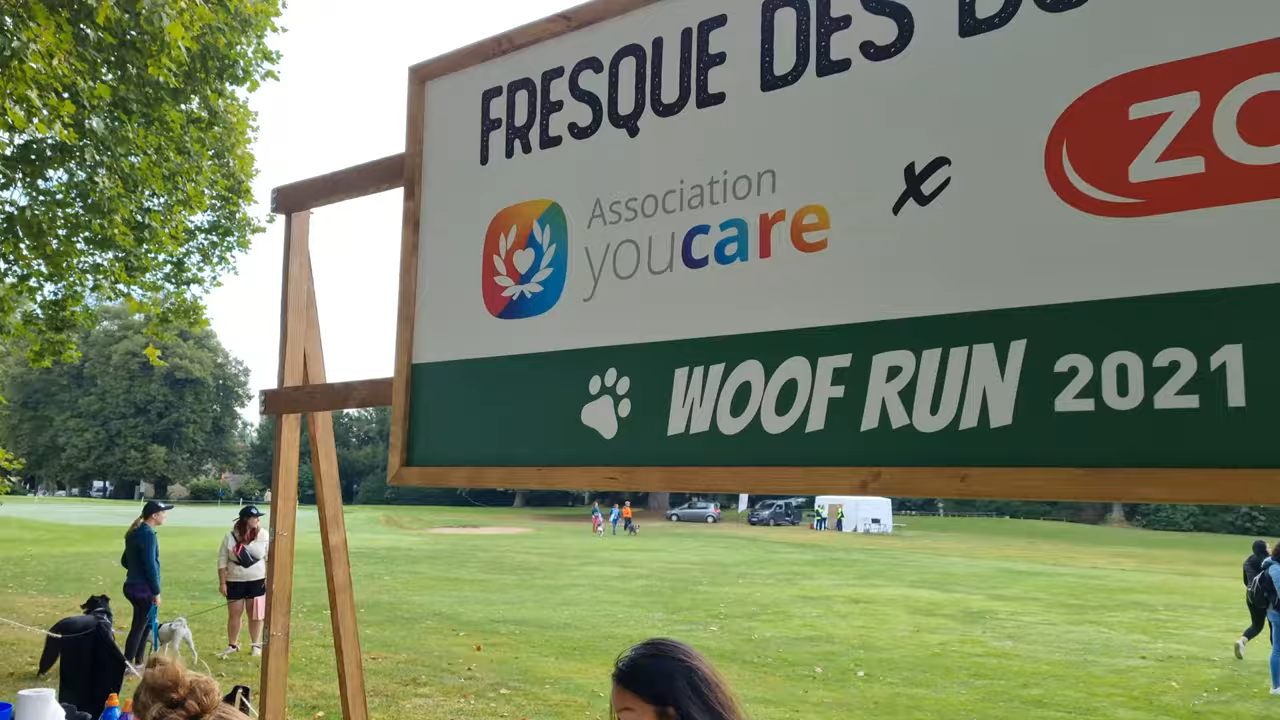 FRESQUE DES
Association
youcare
x
WOOF RUN 2021